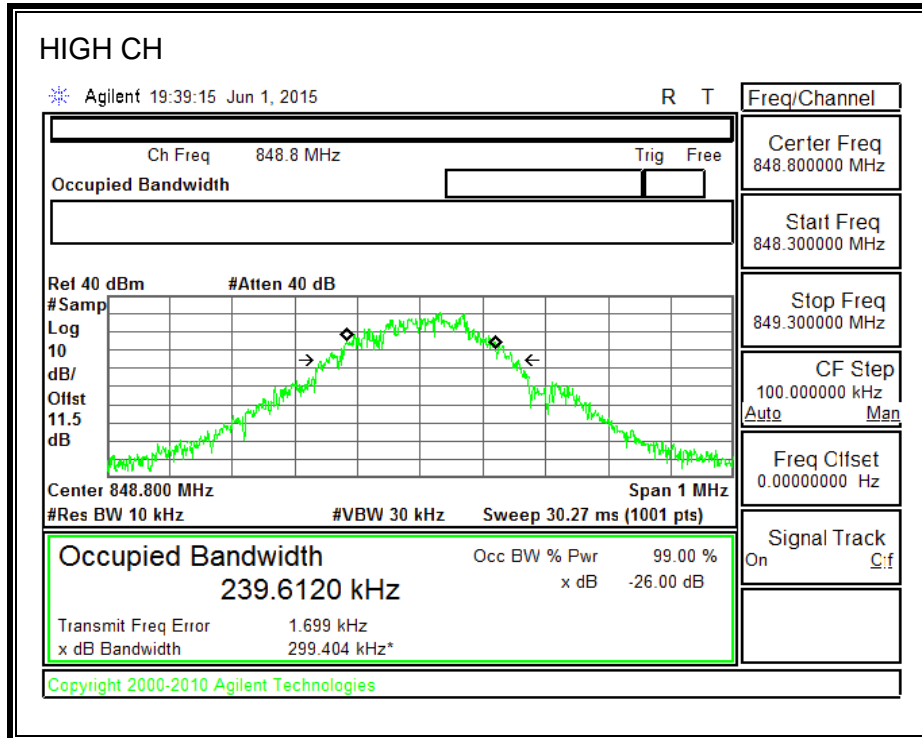 HIGH CH
Agilent 19:39:15 Jun 1, 2015 R T
Freq/Channel
Ch Freq 848.8 MHz Trig Free
Occupied Bandwidth
Center Freq
848.800000 MHz
Start Freq
848.300000 MHz
Stop Freq
849.300000 MHz
CF Step
100.000000 kHz
Auto Man
Freq Offset
0.00000000 Hz
Signal Track
On Off
Ref 40 dBm #Atten 40 dB
#Samp
Log
10
dB/
Offst
11.5
dB
Center 848.800 MHz Span 1 MHz
#Res BW 10 kHz #VBW 30 kHz Sweep 30.27 ms (1001 pts)
Occupied Bandwidth Occ BW % Pwr 99.00 %
239.6120 kHz x dB -26.00 dB
Transmit Freq Error 1.699 kHz
x dB Bandwidth 299.404 kHz*
Copyright 2000-2010 Agilent Technologies